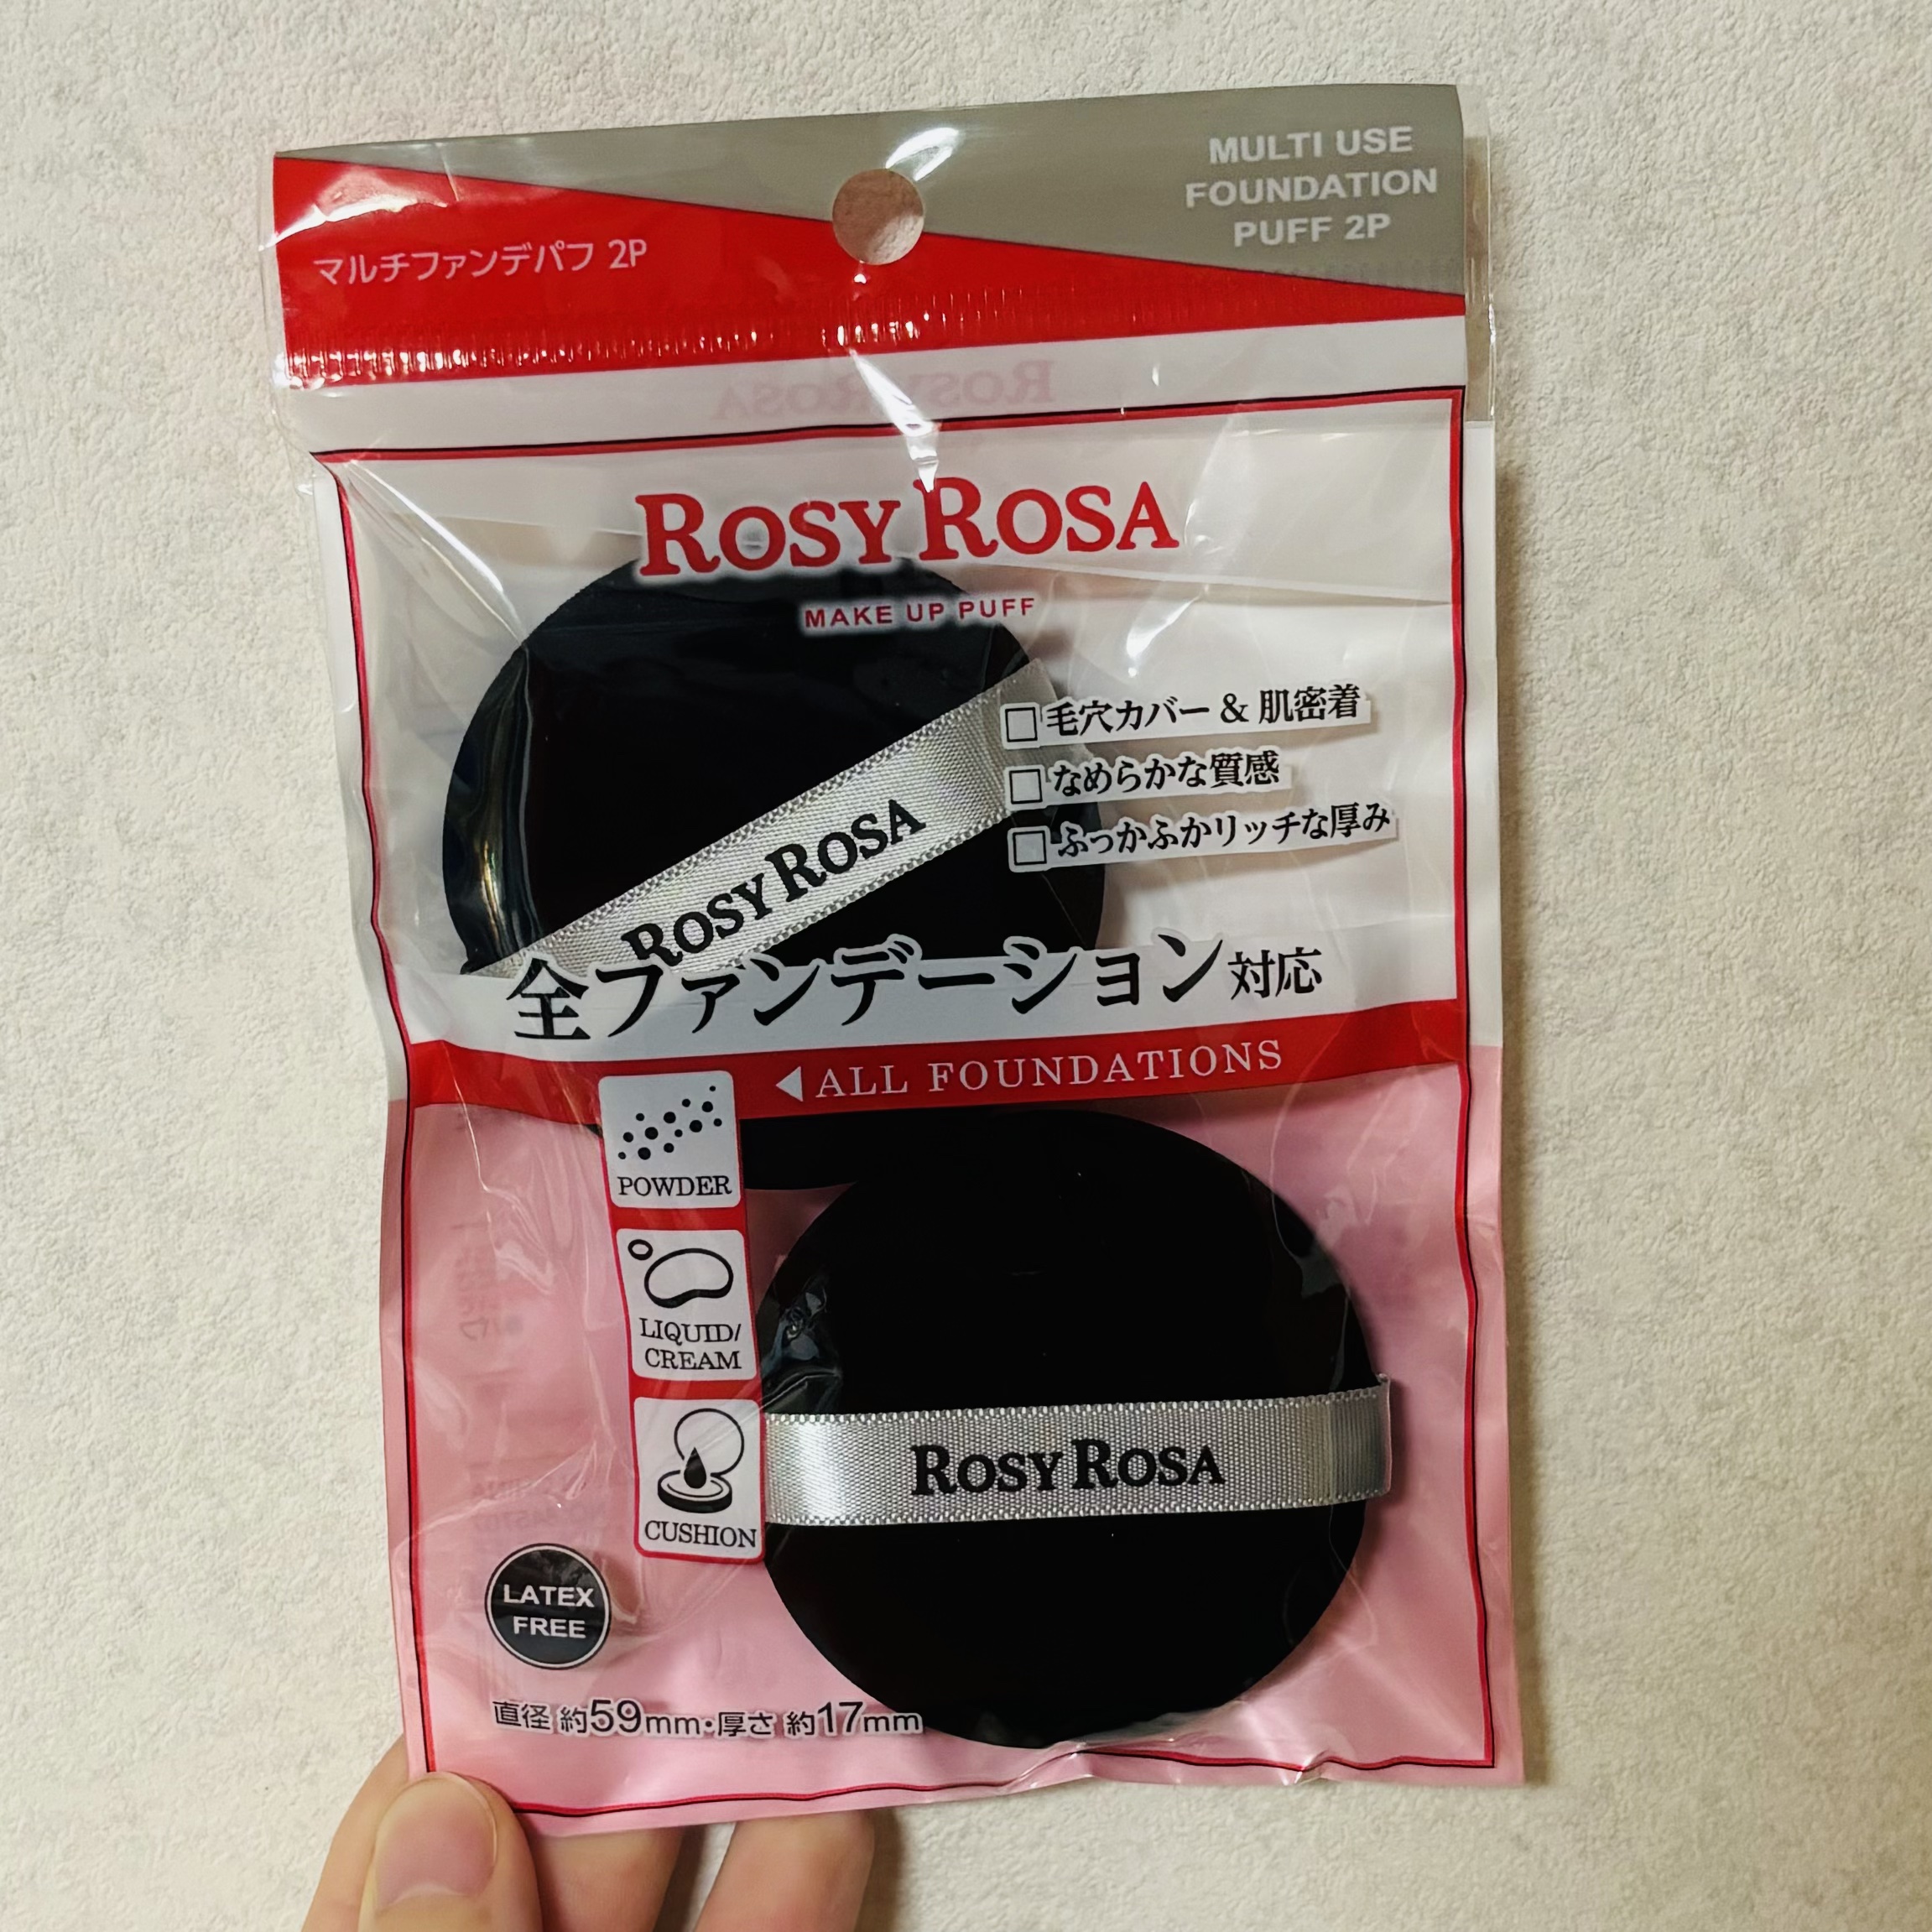 MULTI USE
FOUNDATION
PUFF 2P
マルチファンデパフ 2P
ROSY ROSA
ROSY ROSA
MAKE UP PUFF
□毛穴カバー & 肌密着
□なめらかな質感
□ふっかふかリッチな厚み
ROSY ROSA
全ファンデーション対応
◀ALL FOUNDATIONS
POWDER
LIQUID/
CREAM
CUSHION
ROSY ROSA
LATEX
FREE
直径 約59mm・厚さ 約17mm